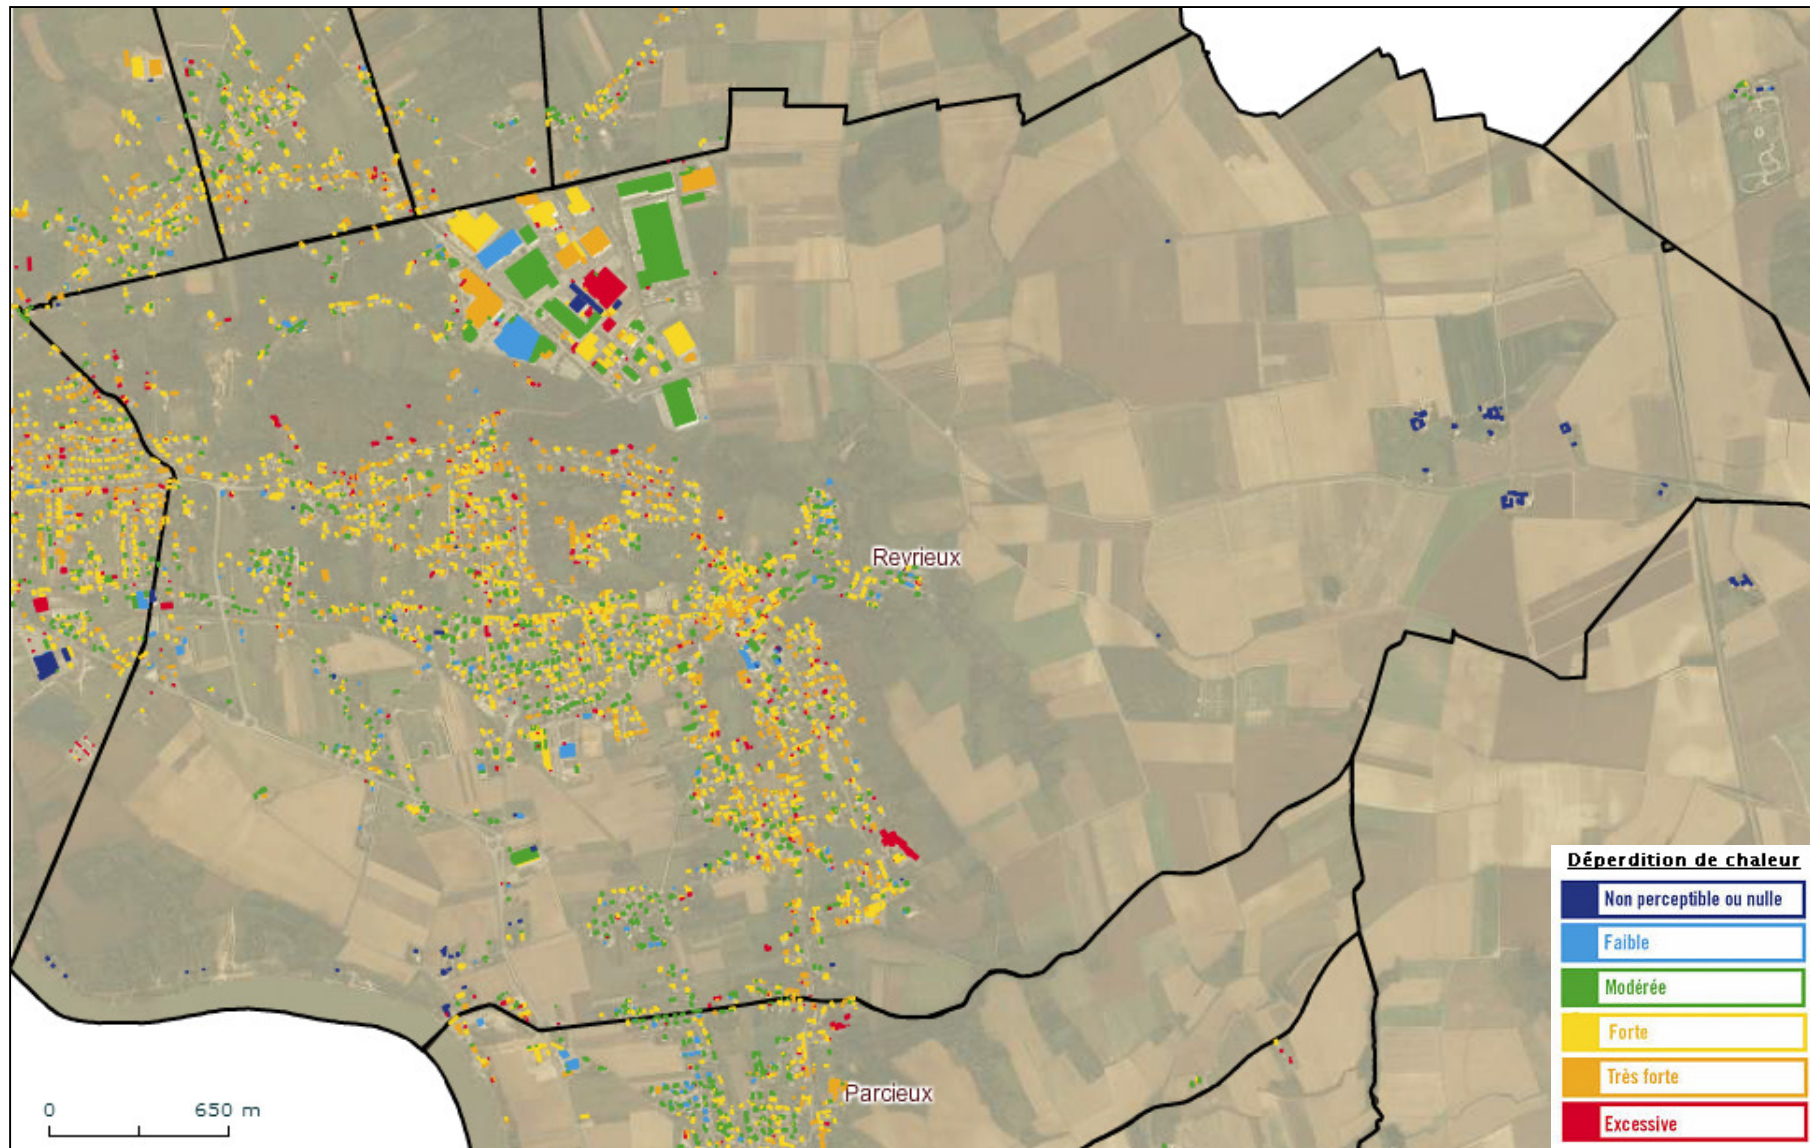 Reyrieux
Parcieux
0 650 m
Déperdition de chaleur
Non perceptible ou nulle
Faible
Modérée
Forte
Très forte
Excessive